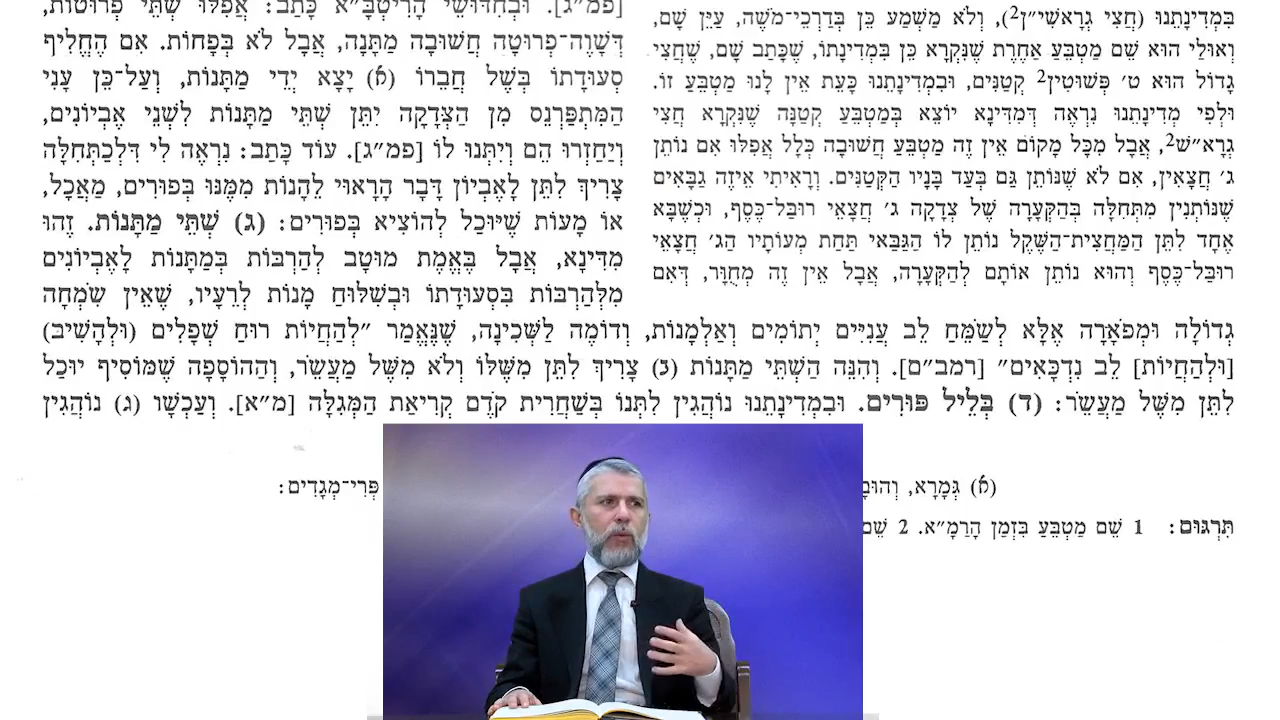 בִּמְדִינָתֵנוּ (חֲצִי גְרָאשִׁי״ן2), וְלֹא מַשְׁמַע כֵּן בְּדַרְכֵי־מֹשֶׁה, עַיֵּן שָׁם,
וְאוּלַי הוּא שֵׁם מַטְבֵּעַ אַחֶרֶת שֶׁנִּקְרָא כֵּן בִּמְדִינָתוֹ, שֶׁכָּתַב שָׁם, שֶׁחֲצִי
גָדוֹל הוּא ט׳ פְּשׁוּטִין2 קְטַנִּים, וּבִמְדִינָתֵנוּ כָּעֵת אֵין לָנוּ מַטְבֵּעַ זוֹ.
וּלְפִי מְדִינָתֵנוּ נִרְאֶה דְּמִדִּינָא יוֹצֵא בְּמַטְבֵּעַ קְטַנָּה שֶׁנִּקְרָא חֲצִי
גְרָא״שׁ2, אֲבָל מִכָּל מָקוֹם אֵין זֶה מַטְבֵּעַ חֲשׁוּבָה כְּלָל אֲפִלּוּ אִם נוֹתֵן
ג׳ חֲצָאִין, אִם לֹא שֶׁנּוֹתֵן גַּם בְּעַד בָּנָיו הַקְּטַנִּים. וְרָאִיתִי אֵיזֶה גַבָּאִים
שֶׁנּוֹתְנִין מִתְּחִלָּה בְּהַקְּעָרָה שֶׁל צְדָקָה ג׳ חֲצָאֵי רוּבַּל־כֶּסֶף, וּכְשֶׁבָּא
אֶחָד לִתֵּן הַמַּחֲצִית־הַשֶּׁקֶל נוֹתֵן לוֹ הַגַּבַּאי תַּחַת מְעוֹתָיו הַג׳ חֲצָאֵי
רוּבַּל־כֶּסֶף וְהוּא נוֹתֵן אוֹתָם לְהַקְּעָרָה, אֲבָל אֵין זֶה מְחֻוָּר, דְּאִם
[פמ״ג]. וּבְחִדּוּשֵׁי הָרִיטְבָּ״א כָּתַב: אֲפִלּוּ שְׁתֵּי פְרוּטוֹת,
דְּשָׁוֶה־פְּרוּטָה חֲשׁוּבָה מַתָּנָה, אֲבָל לֹא בְּפָחוֹת. אִם הֶחֱלִיף
סְעוּדָתוֹ בְּשֶׁל חֲבֵרוֹ (א) יָצָא יְדֵי מַתָּנוֹת, וְעַל־כֵּן עָנִי
הַמִּתְפַּרְנֵס מִן הַצְּדָקָה יִתֵּן שְׁתֵּי מַתָּנוֹת לִשְׁנֵי אֶבְיוֹנִים,
וְיַחֲזְרוּ הֵם וְיִתְּנוּ לוֹ [פמ״ג]. עוֹד כָּתַב: נִרְאֶה לִי דִּלְכַתְּחִלָּה
צָרִיךְ לִתֵּן לָאֶבְיוֹן דָּבָר הָרָאוּי לֵהָנוֹת מִמֶּנּוּ בְּפוּרִים, מַאֲכָל,
אוֹ מָעוֹת שֶׁיּוּכַל לְהוֹצִיא בְּפוּרִים: (ג) שְׁתֵּי מַתָּנוֹת. זֶהוּ
מִדִּינָא, אֲבָל בֶּאֱמֶת מוּטָב לְהַרְבּוֹת בְּמַתָּנוֹת לָאֶבְיוֹנִים
מִלְּהַרְבּוֹת בִּסְעוּדָתוֹ וּבְשִׁלּוּחַ מָנוֹת לְרֵעָיו, שֶׁאֵין שִׂמְחָה
גְדוֹלָה וּמְפֹאָרָה אֶלָּא לְשַׂמֵּחַ לֵב עֲנִיִּים יְתוֹמִים וְאַלְמָנוֹת, וְדוֹמֶה לַשְּׁכִינָה, שֶׁנֶּאֱמַר ״לְהַחֲיוֹת רוּחַ שְׁפָלִים (וּלְהָשִׁיב)
[וּלְהַחֲיוֹת] לֵב נִדְכָּאִים״ [רמב״ם]. וְהִנֵּה הַשְּׁתֵּי מַתָּנוֹת (ב) צָרִיךְ לִתֵּן מִשֶּׁלּוֹ וְלֹא מִשֶּׁל מַעֲשֵׂר, וְהַהוֹסָפָה שֶׁמּוֹסִיף יוּכַל
לִתֵּן מִשֶּׁל מַעֲשֵׂר: (ד) בְּלֵיל פּוּרִים. וּבִמְדִינָתֵנוּ נוֹהֲגִין לִתְּנוֹ בְּשַׁחֲרִית קֹדֶם קְרִיאַת הַמְּגִלָּה [מ״א]. וְעַכְשָׁו (ג) נוֹהֲגִין
(א) גְּמָרָא, פְּרִי־מְגָדִים:
תִּרְגּוּם: 1 שֵׁם מַטְבֵּעַ בִּזְמַן הָרַמָ״א. 2 שֵׁם